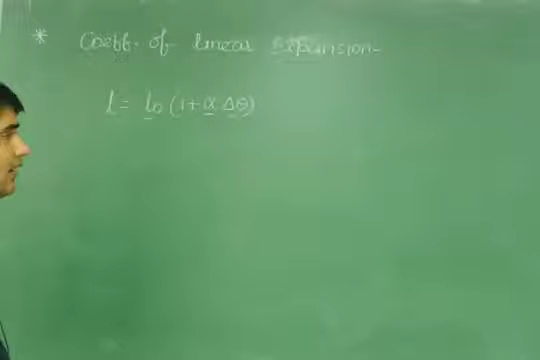 * Coeff. of linear expansion-
l = l₀ (1 + α Δθ)